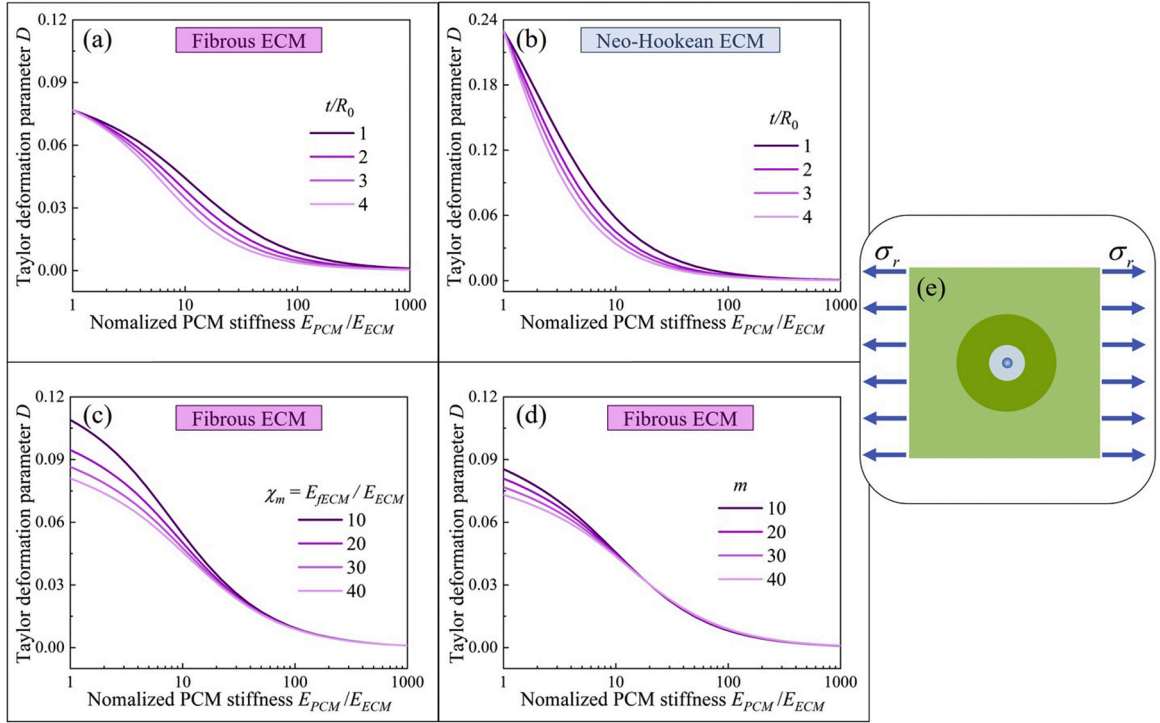 (a)
Fibrous ECM
Taylor deformation parameter D
0.12
0.09
0.06
0.03
0.00
t/R0
1
2
3
4
1
10
100
1000
Nomalized PCM stiffness EPCM/EECM
(b)
Neo-Hookean ECM
Taylor deformation parameter D
0.24
0.18
0.12
0.06
0.00
t/R0
1
2
3
4
1
10
100
1000
Nomalized PCM stiffness EPCM/EECM
(c)
Fibrous ECM
Taylor deformation parameter D
0.12
0.09
0.06
0.03
0.00
χm = EfECM / EECM
10
20
30
40
1
10
100
1000
Nomalized PCM stiffness EPCM/EECM
(d)
Fibrous ECM
Taylor deformation parameter D
0.12
0.09
0.06
0.03
0.00
m
10
20
30
40
1
10
100
1000
Nomalized PCM stiffness EPCM/EECM
σr
σr
(e)